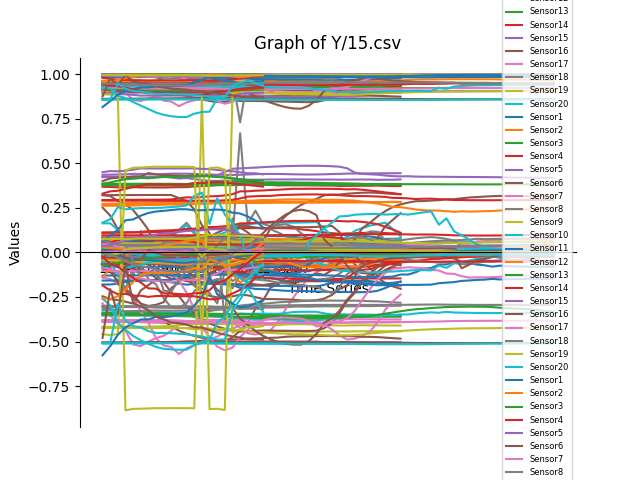 Graph of Y/15.csv
Values
1.00
0.75
0.50
0.25
0.00
−0.25
−0.50
−0.75
Time Series
Sensor13
Sensor14
Sensor15
Sensor16
Sensor17
Sensor18
Sensor19
Sensor20
Sensor1
Sensor2
Sensor3
Sensor4
Sensor5
Sensor6
Sensor7
Sensor8
Sensor9
Sensor10
Sensor11
Sensor12
Sensor13
Sensor14
Sensor15
Sensor16
Sensor17
Sensor18
Sensor19
Sensor20
Sensor1
Sensor2
Sensor3
Sensor4
Sensor5
Sensor6
Sensor7
Sensor8